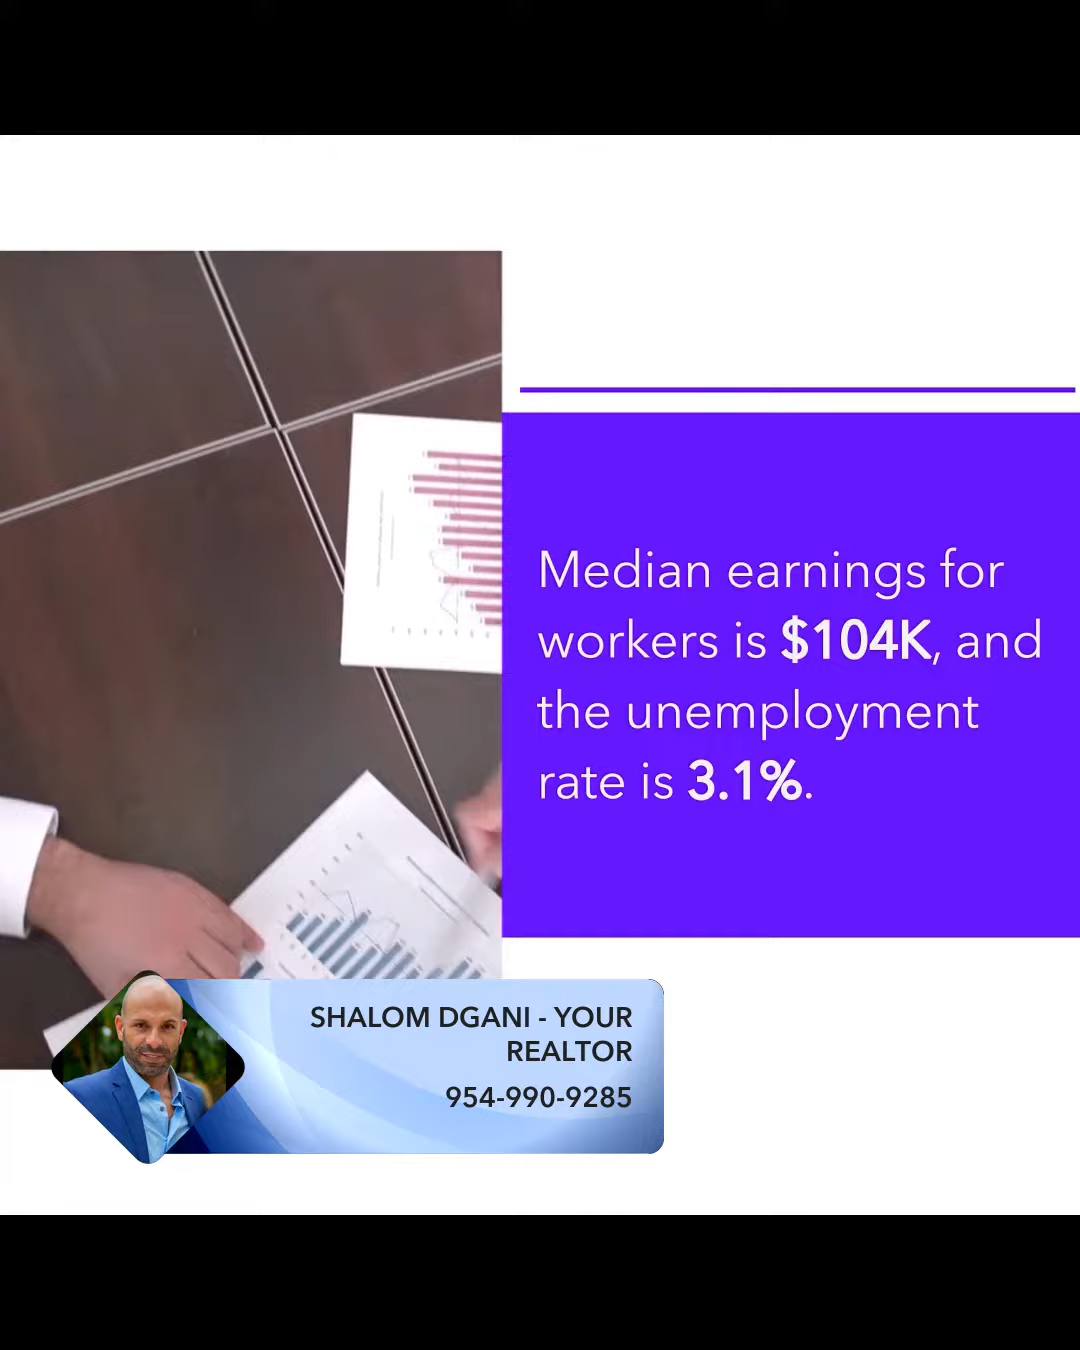 Median earnings for
workers is $104K, and
the unemployment
rate is 3.1%.
SHALOM DGANI - YOUR
REALTOR
954-990-9285